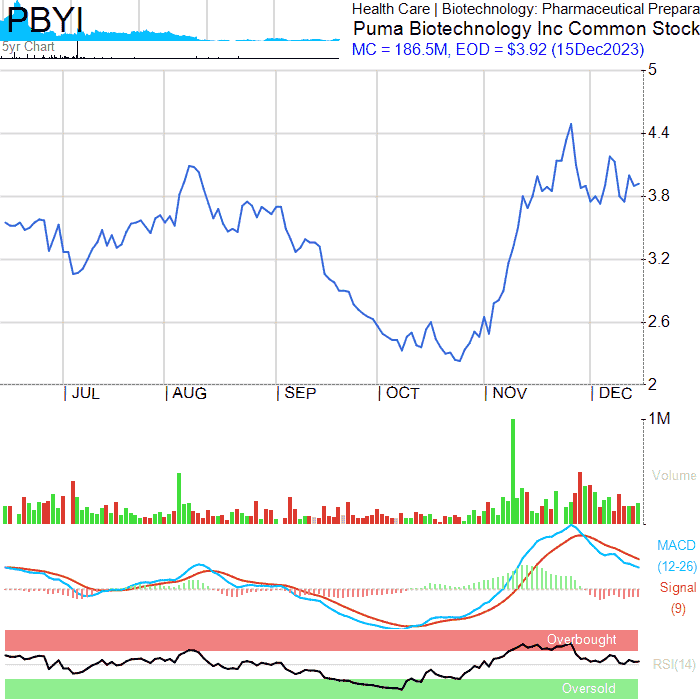 PBYI
5yr Chart
Health Care | Biotechnology: Pharmaceutical Prepara
Puma Biotechnology Inc Common Stock
MC = 186.5M, EOD = $3.92 (15Dec2023)
5
4.4
3.8
3.2
2.6
2
JUL AUG SEP OCT NOV DEC
1M
Volume
MACD
(12-26)
Signal
(9)
Overbought
RSI(14)
Oversold